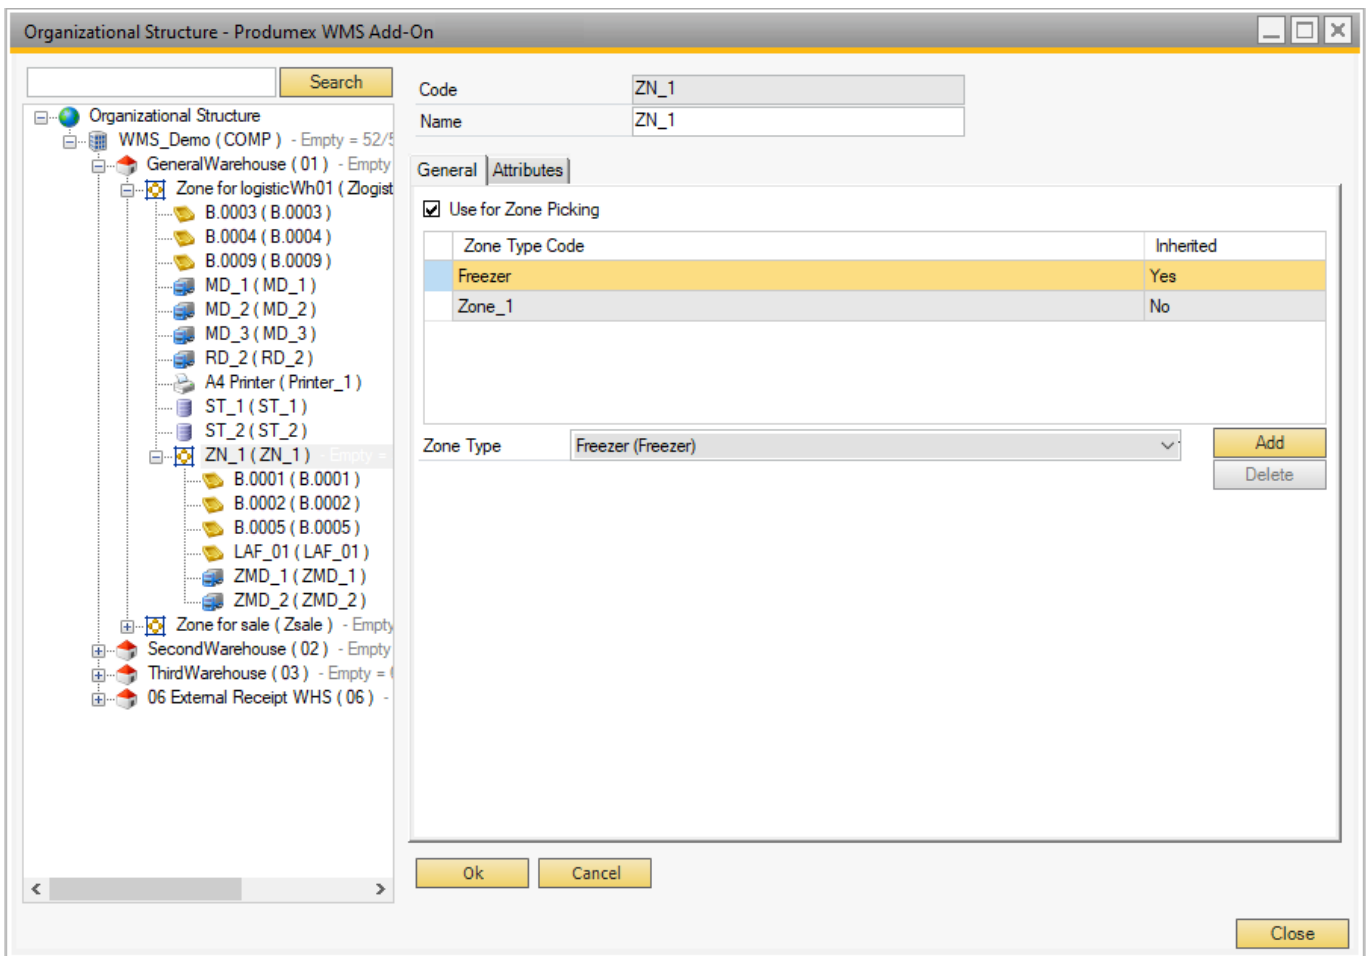 Organizational Structure - Produmex WMS Add-On
Search
Organizational Structure
WMS_Demo ( COMP ) - Empty = 52/5
GeneralWarehouse ( 01 ) - Empty
Zone for logisticWh01 ( Zlogist
B.0003 ( B.0003 )
B.0004 ( B.0004 )
B.0009 ( B.0009 )
MD_1 ( MD_1 )
MD_2 ( MD_2 )
MD_3 ( MD_3 )
RD_2 ( RD_2 )
A4 Printer ( Printer_1 )
ST_1 ( ST_1 )
ST_2 ( ST_2 )
ZN_1 ( ZN_1 ) - Empty =
B.0001 ( B.0001 )
B.0002 ( B.0002 )
B.0005 ( B.0005 )
LAF_01 ( LAF_01 )
ZMD_1 ( ZMD_1 )
ZMD_2 ( ZMD_2 )
Zone for sale ( Zsale ) - Empty
SecondWarehouse ( 02 ) - Empty
ThirdWarehouse ( 03 ) - Empty =
06 External Receipt WHS ( 06 ) -
Code ZN_1
Name ZN_1
General Attributes
Use for Zone Picking
Zone Type Code Inherited
Freezer Yes
Zone_1 No
Zone Type Freezer (Freezer) Add
Delete
Ok Cancel
Close